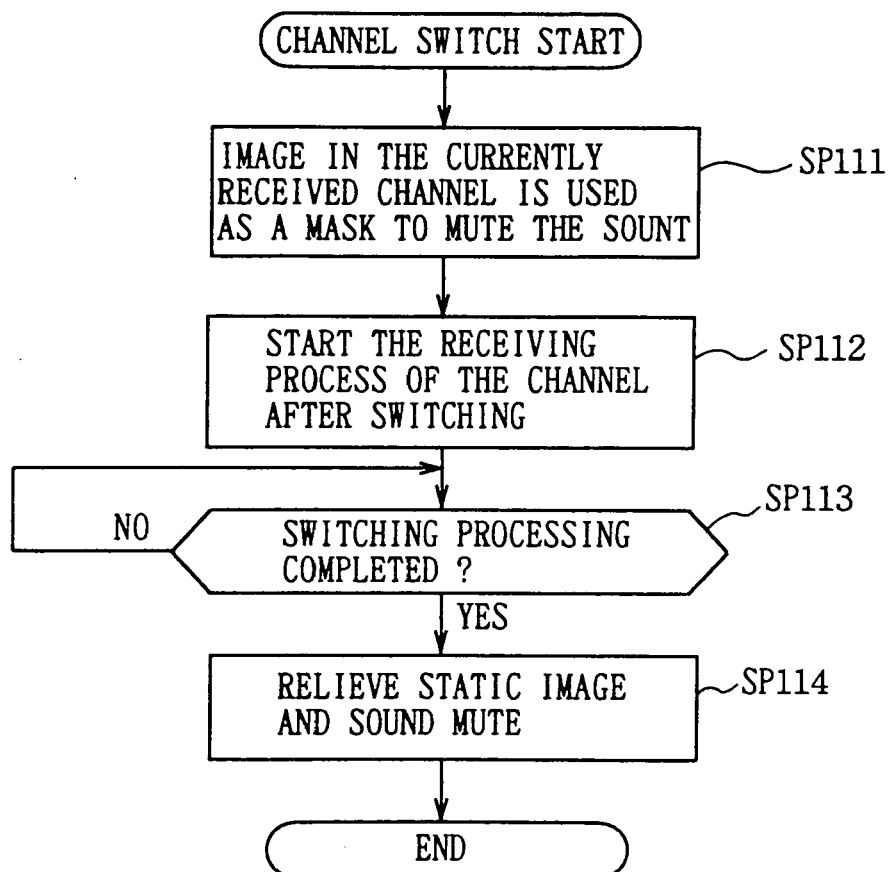 CHANNEL SWITCH START
IMAGE IN THE CURRENTLY
RECEIVED CHANNEL IS USED
AS A MASK TO MUTE THE SOUNT
SP111
START THE RECEIVING
PROCESS OF THE CHANNEL
AFTER SWITCHING
SP112
SP113
NO
SWITCHING PROCESSING
COMPLETED ?
YES
RELIEVE STATIC IMAGE
AND SOUND MUTE
SP114
END